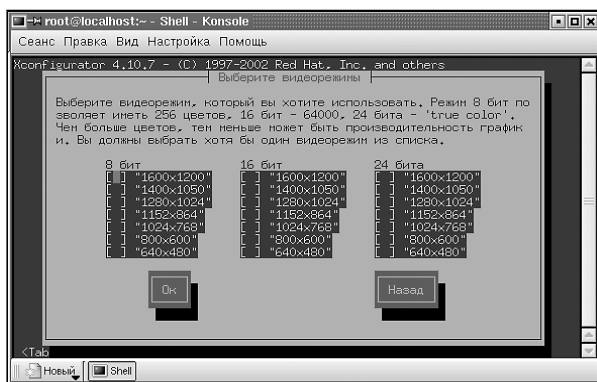 root@localhost:~ - Shell - Konsole
Сеанс Правка Вид Настройка Помощь
Xconfigurator 4.10.7 - (C) 1997-2002 Red Hat, Inc. and others
Выберите видеорежимы
Выберите видеорежим, который вы хотите использовать. Режим 8 бит по
зволяет иметь 256 цветов, 16 бит - 64000, 24 бита - 'true color'.
Чем больше цветов, тем меньше может быть производительность график
и. Вы должны выбрать хотя бы один видеорежим из списка.
8 бит 16 бит 24 бита
[ ] "1600x1200" [ ] "1600x1200" [ ] "1600x1200"
[ ] "1400x1050" [ ] "1400x1050" [ ] "1400x1050"
[ ] "1280x1024" [ ] "1280x1024" [ ] "1280x1024"
[ ] "1152x864" [ ] "1152x864" [ ] "1152x864"
[ ] "1024x768" [ ] "1024x768" [ ] "1024x768"
[ ] "800x600" [ ] "800x600" [ ] "800x600"
[ ] "640x480" [ ] "640x480" [ ] "640x480"
Ок Назад
<Tab
Новый Shell